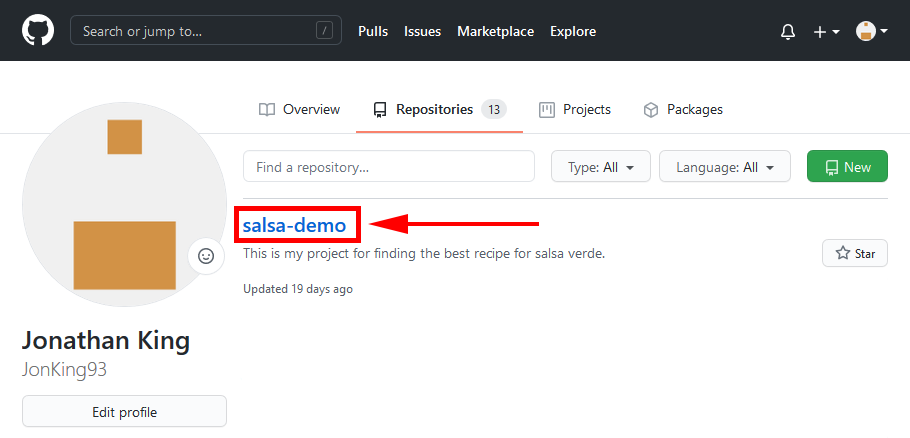 Search or jump to... /
Pulls Issues Marketplace Explore
Overview Repositories 13 Projects Packages
Find a repository... Type: All Language: All New
salsa-demo
This is my project for finding the best recipe for salsa verde.
Star
Updated 19 days ago
Jonathan King
JonKing93
Edit profile